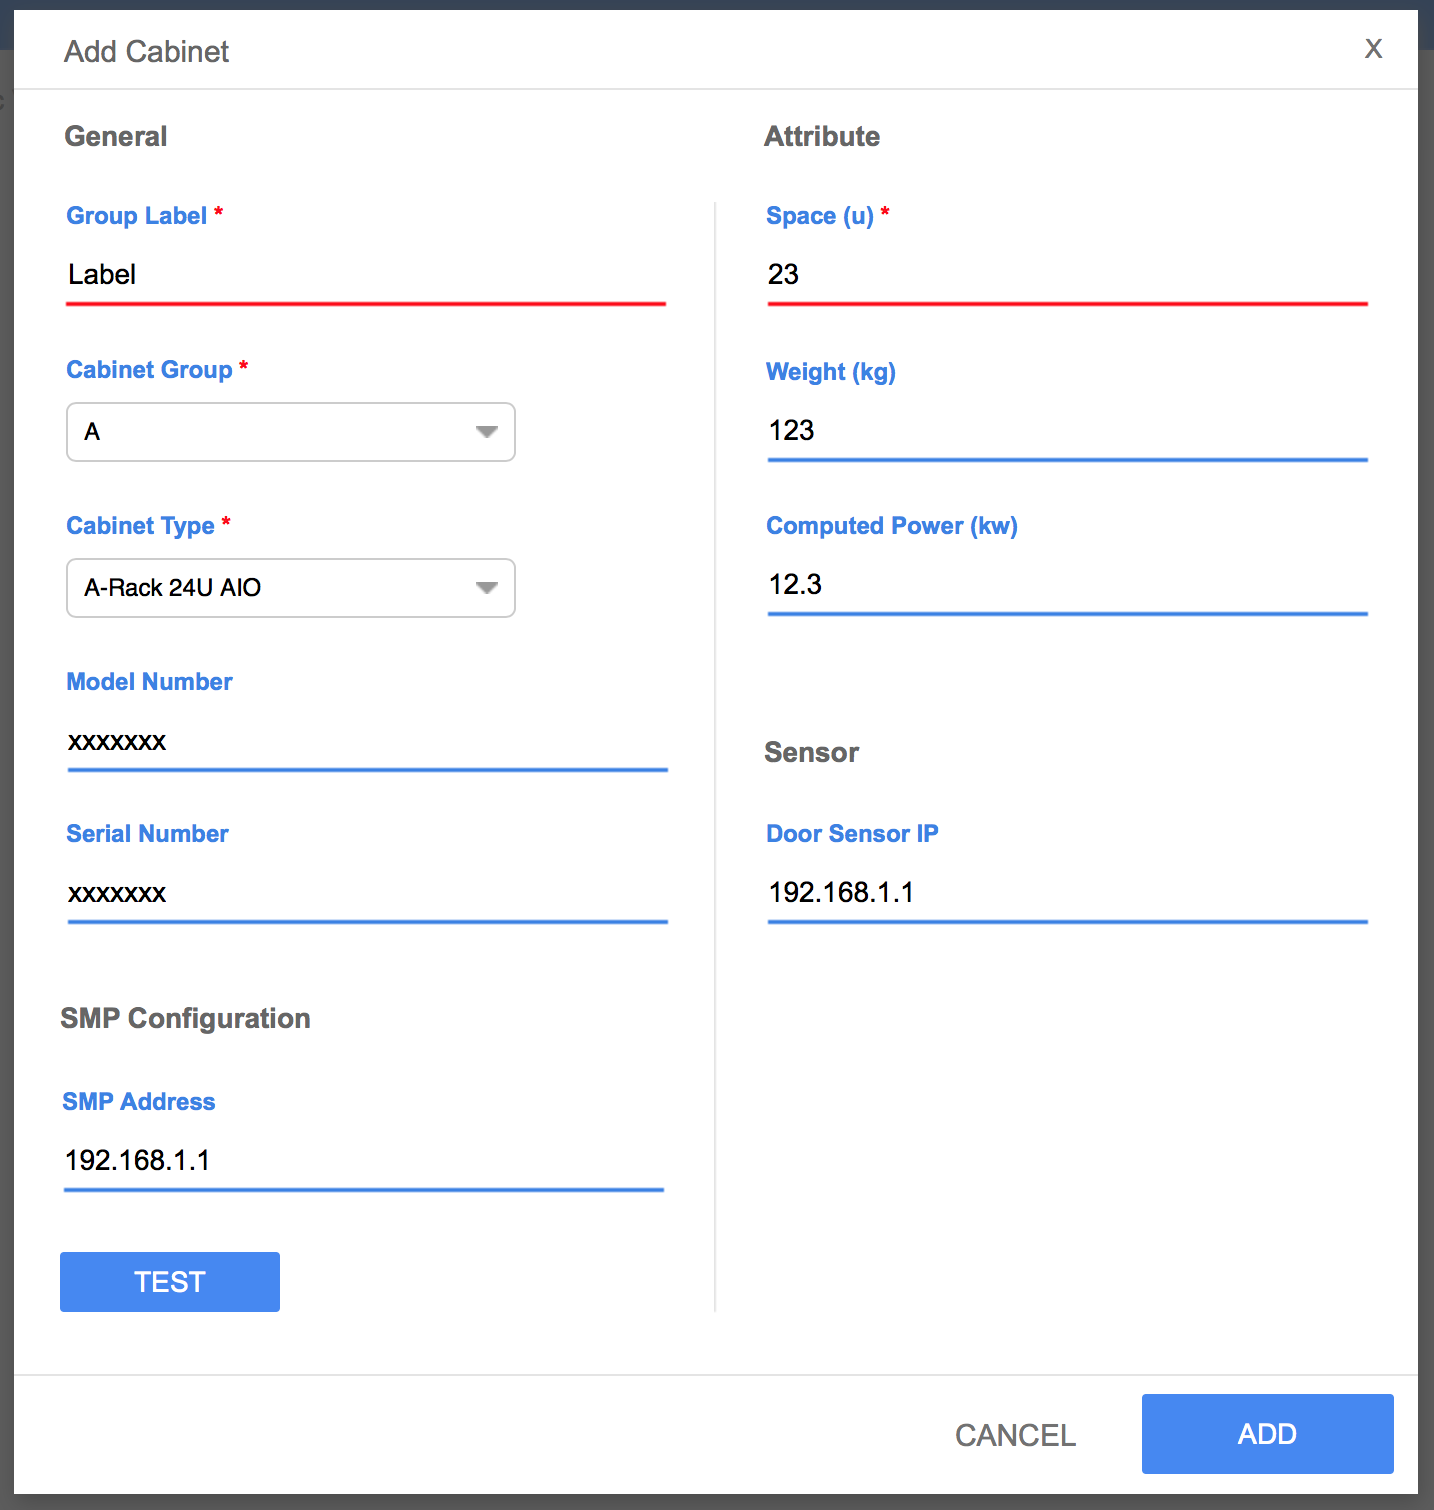 Add Cabinet
X
General
Group Label *
Label
Cabinet Group *
A
Cabinet Type *
A-Rack 24U AIO
Model Number
xxxxxxx
Serial Number
xxxxxxx
SMP Configuration
SMP Address
192.168.1.1
TEST
Attribute
Space (u) *
23
Weight (kg)
123
Computed Power (kw)
12.3
Sensor
Door Sensor IP
192.168.1.1
CANCEL
ADD